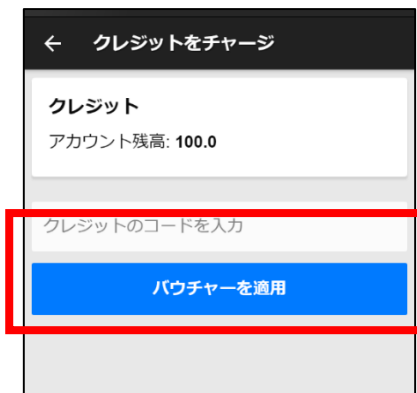 ← クレジットをチャージ
クレジット
アカウント残高: 100.0
クレジットのコードを入力
バウチャーを適用